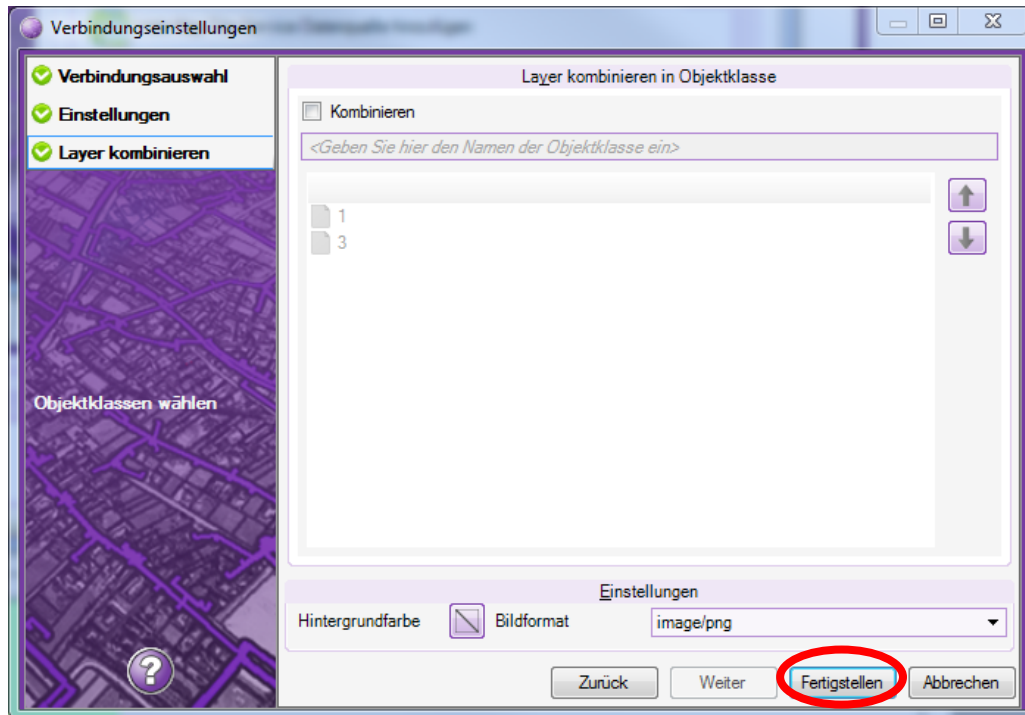 Verbindungseinstellungen
Verbindungsauswahl
Einstellungen
Layer kombinieren
Objektklassen wählen
Layer kombinieren in Objektklasse
Kombinieren
<Geben Sie hier den Namen der Objektklasse ein>
1
3
Einstellungen
Hintergrundfarbe Bildformat image/png
?
Zurück Weiter Fertigstellen Abbrechen